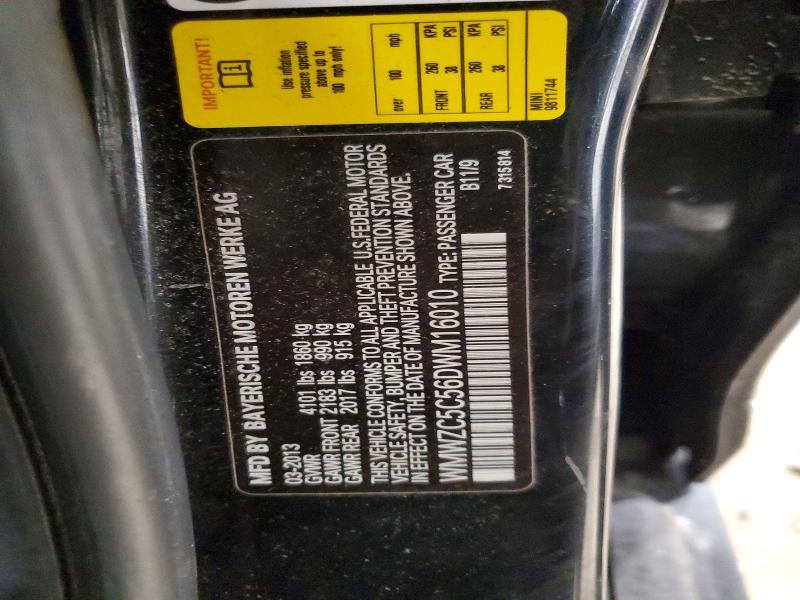 MFD BY BAYERISCHE MOTOREN WERKE AG
03-2013
GVWR 4101 lbs 1860 kg
GAWR FRONT 2183 lbs 990 kg
GAWR REAR 2017 lbs 915 kg
THIS VEHICLE CONFORMS TO ALL APPLICABLE U.S. FEDERAL MOTOR
VEHICLE SAFETY, BUMPER AND THEFT PREVENTION STANDARDS
IN EFFECT ON THE DATE OF MANUFACTURE SHOWN ABOVE.
WMWZC5C56DWM16010 TYPE: PASSENGER CAR
B11/9
7315814
IMPORTANT!
Use inflation
pressure specified
above up to
100 mph only!
over 100 mph
FRONT 260 KPA
38 PSI
REAR 260 KPA
38 PSI
MINI
9811744